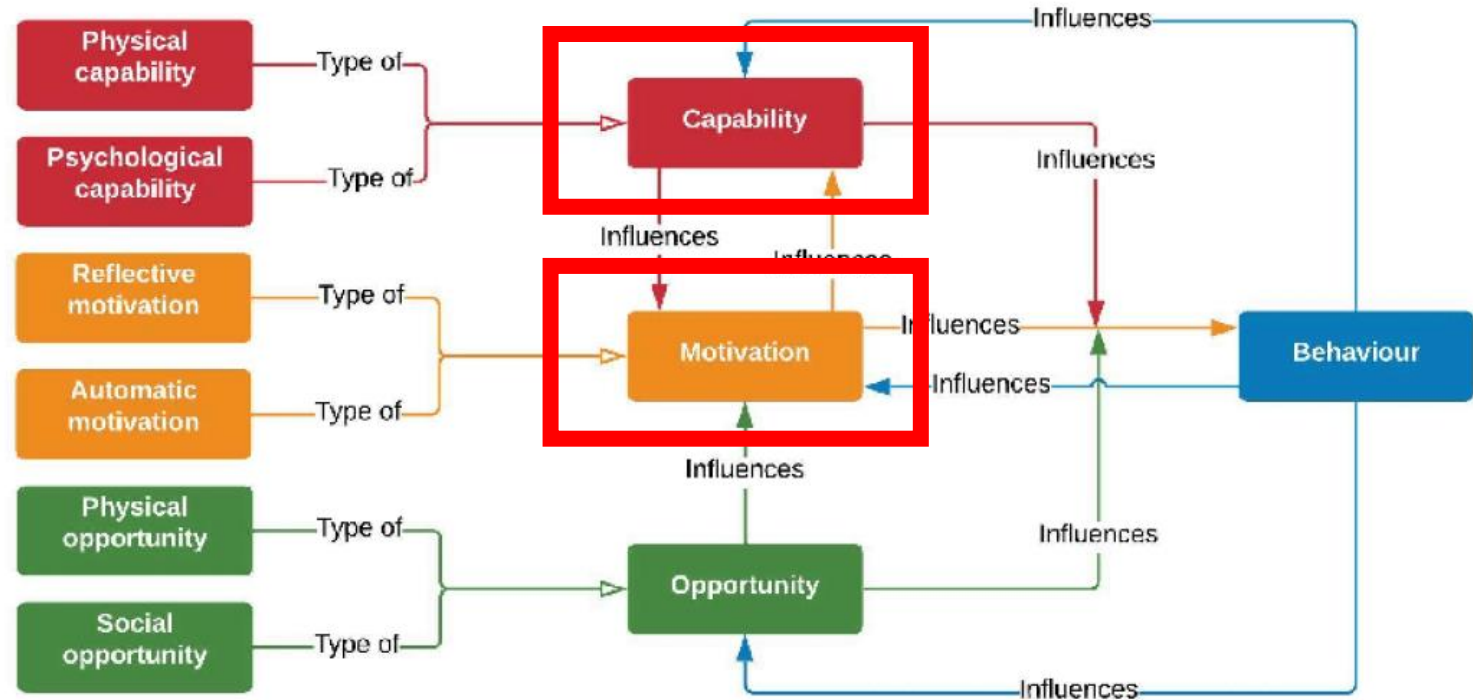 Influences
Physical
capability
Type of
Capability
Psychological
capability
Type of
Influences
Influences
Influences
Reflective
motivation
Type of
Influences
Motivation
Behaviour
Automatic
motivation
Type of
Influences
Influences
Physical
opportunity
Type of
Influences
Opportunity
Social
opportunity
Type of
Influences